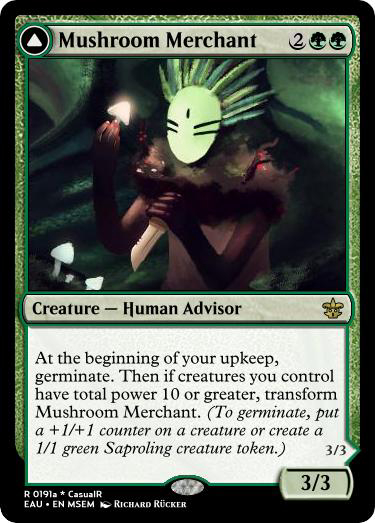 Mushroom Merchant 2
Creature — Human Advisor
At the beginning of your upkeep,
germinate. Then if creatures you control
have total power 10 or greater, transform
Mushroom Merchant. (To germinate, put
a +1/+1 counter on a creature or create a
1/1 green Saproling creature token.)
3/3
3/3
R 0191a * CasualR
EAU • EN MSEM Richard Rücker